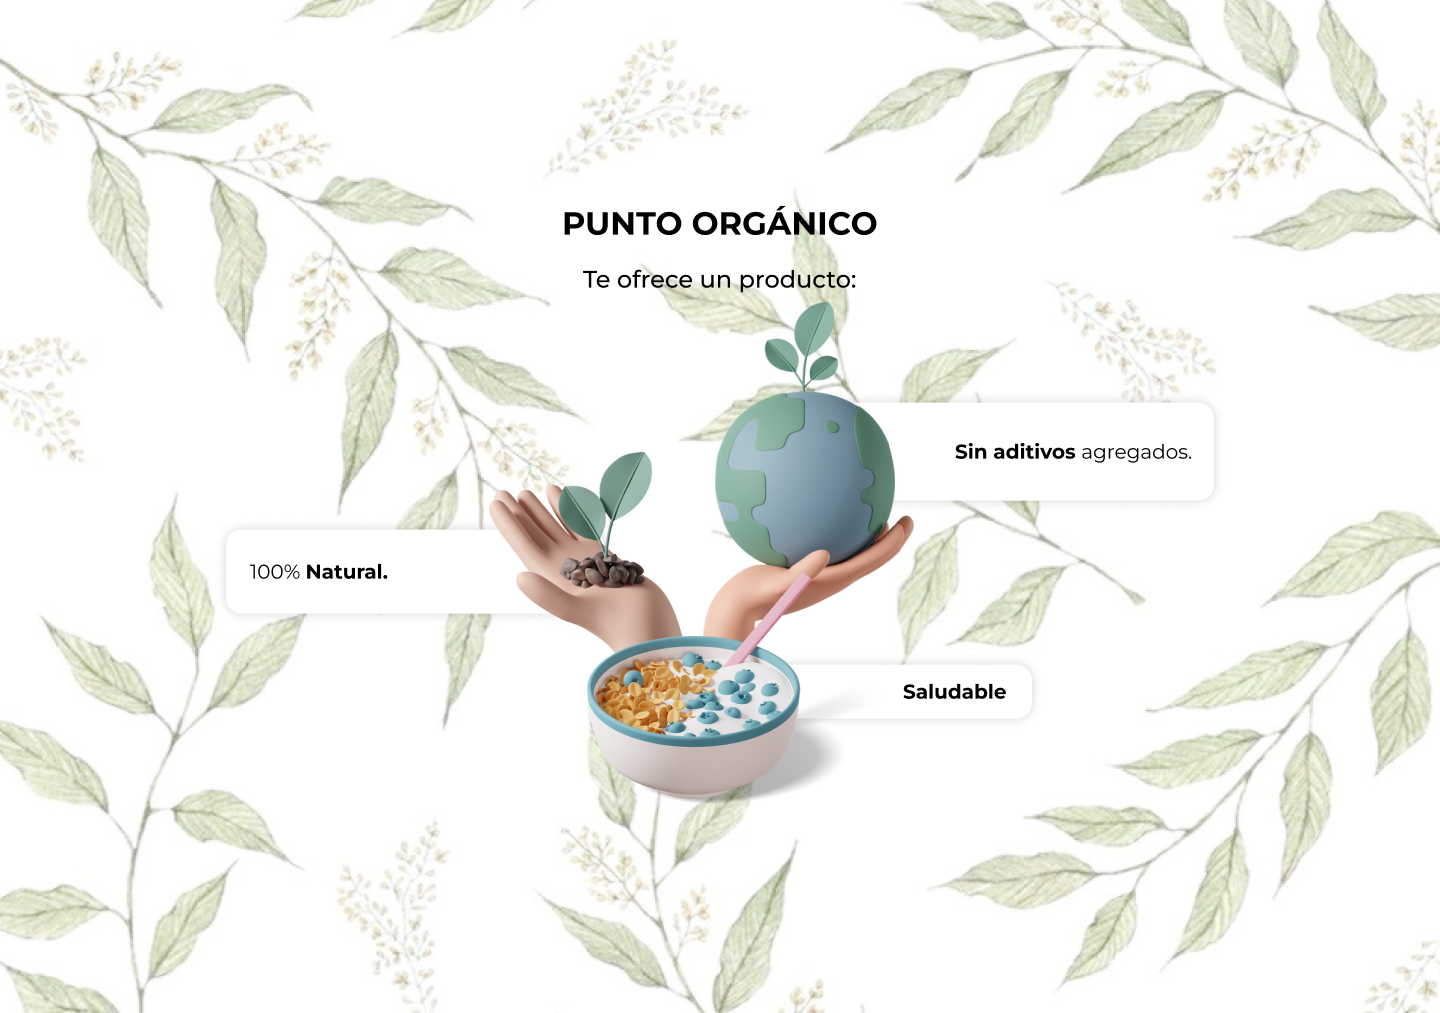 PUNTO ORGÁNICO
Te ofrece un producto:
Sin aditivos agregados.
100% Natural.
Saludable